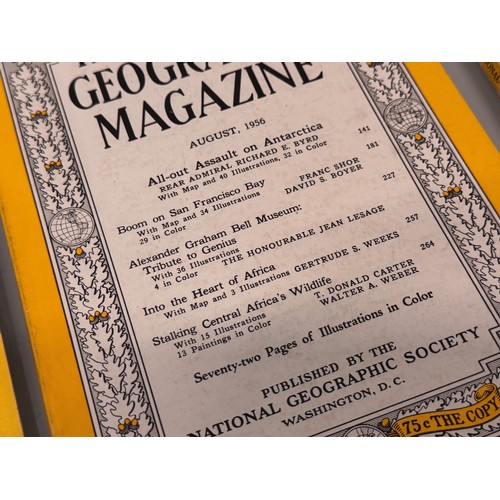 GEOGRA
MAGAZINE
AUGUST, 1956
All-out Assault on Antarctica 141
REAR ADMIRAL RICHARD E. BYRD
With Map and 40 Illustrations, 32 in Color
Boom on San Francisco Bay FRANC SHOR 181
With Map and 34 Illustrations DAVID S. BOYER
29 in Color
Alexander Graham Bell Museum: 227
Tribute to Genius
With 36 Illustrations THE HONOURABLE JEAN LESAGE
4 in Color
Into the Heart of Africa 257
With Map and 3 Illustrations GERTRUDE S. WEEKS
Stalking Central Africa's Wildlife 264
With 15 Illustrations T. DONALD CARTER
13 Paintings in Color WALTER A. WEBER
Seventy-two Pages of Illustrations in Color
PUBLISHED BY THE
NATIONAL GEOGRAPHIC SOCIETY
WASHINGTON, D. C.
75c THE COPY